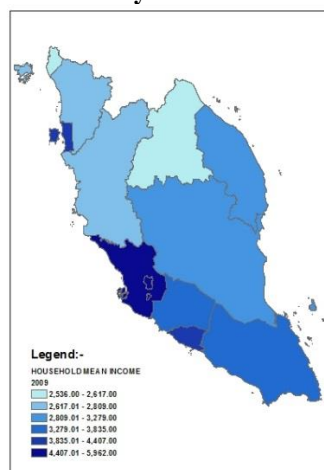 Legend:-
HOUSEHOLD MEAN INCOME
2009
2,536.00 - 2,617.00
2,617.01 - 2,809.00
2,809.01 - 3,279.00
3,279.01 - 3,835.00
3,835.01 - 4,407.00
4,407.01 - 5,962.00